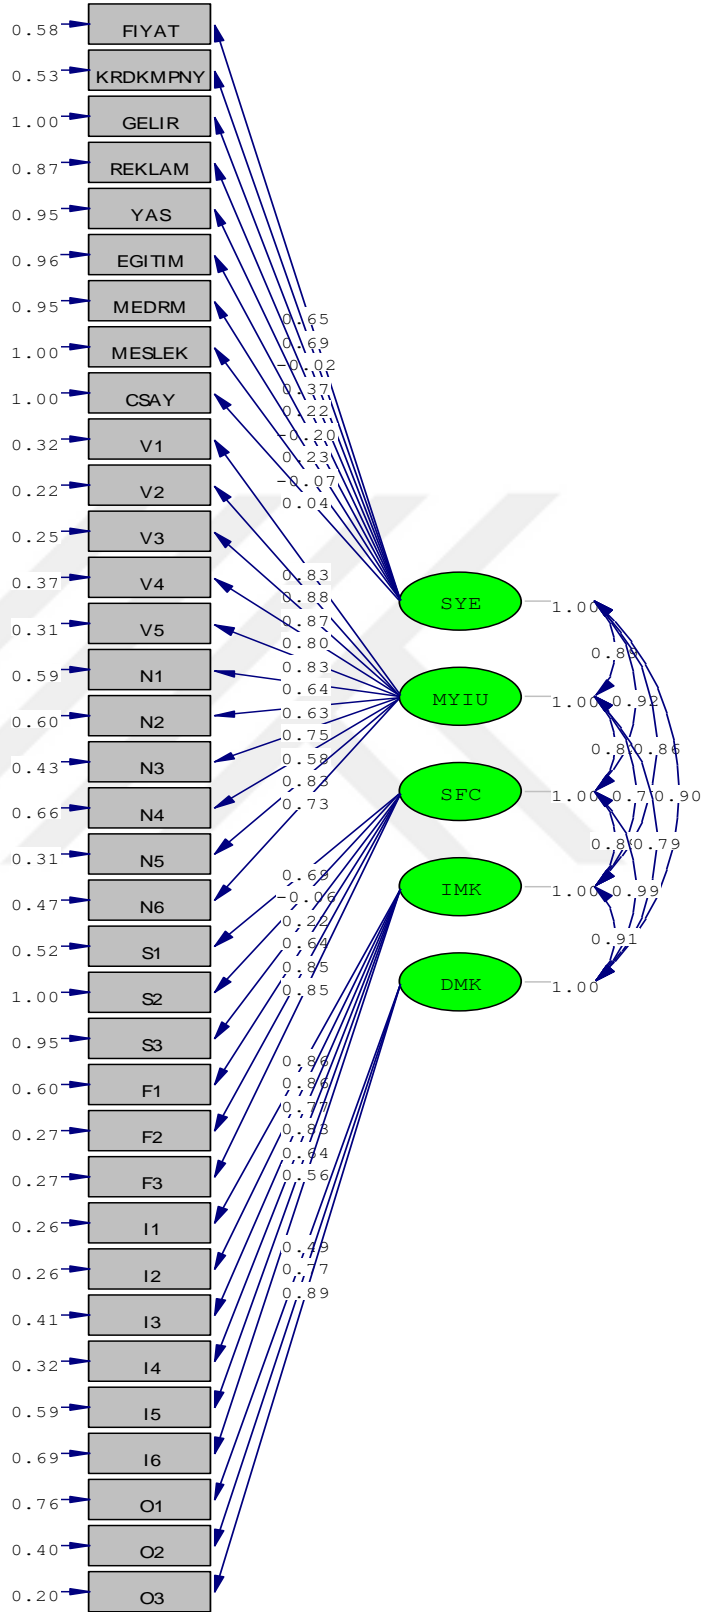 0.58 FIYAT
0.53 KRDKMPNY
1.00 GELIR
0.87 REKLAM
0.95 YAS
0.96 EGITIM
0.95 MEDRM
1.00 MESLEK
1.00 CSAY
0.32 V1
0.22 V2
0.25 V3
0.37 V4
0.31 V5
0.59 N1
0.60 N2
0.43 N3
0.66 N4
0.31 N5
0.47 N6
0.52 S1
1.00 S2
0.95 S3
0.60 F1
0.27 F2
0.27 F3
0.26 I1
0.26 I2
0.41 I3
0.32 I4
0.59 I5
0.69 I6
0.76 O1
0.40 O2
0.20 O3
0.65
0.69
-0.02
0.37
0.22
-0.20
0.23
-0.07
0.04
0.83
0.88
0.87
0.80
0.83
0.64
0.63
0.75
0.58
0.83
0.73
0.69
-0.06
0.22
0.64
0.85
0.85
0.86
0.86
0.77
0.83
0.64
0.56
0.49
0.77
0.89
SYE 1.00
MYIU 1.00
SFC 1.00
IMK 1.00
DMK 1.00
0.92
0.86
0.90
0.79
0.99
0.91